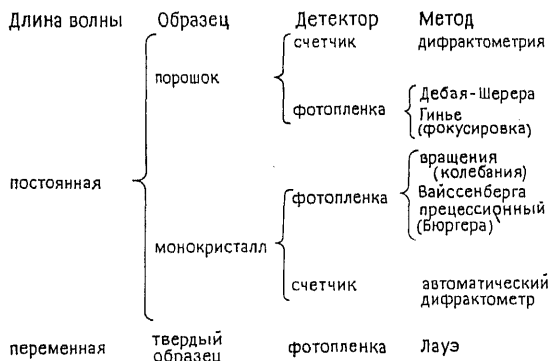 Длина волны Образец Детектор Метод
счетчик дифрактометрия
порошок
Дебая-Шерера
фотопленка Гинье
(фокусировка)
вращения
(колебания)
постоянная фотопленка Вайссенберга
прецессионный
(Бюргера)
монокристалл
счетчик автоматический
дифрактометр
переменная твердый фотопленка Лауэ
образец